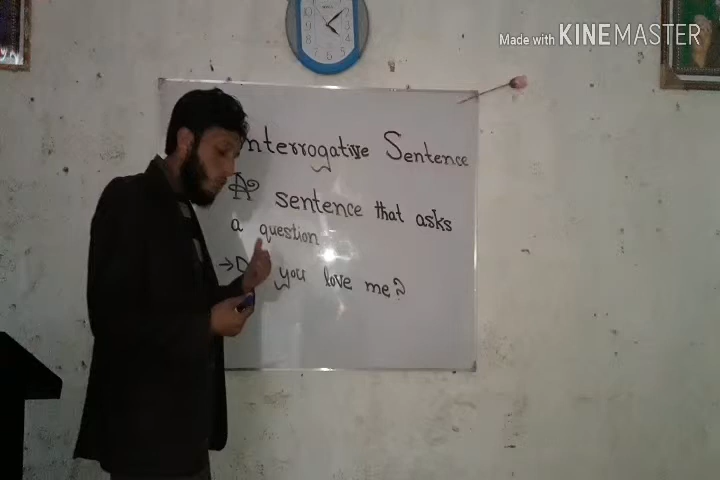 Made with KINEMASTER
nterrogative Sentence
A sentence that asks
a question
→D you love me?